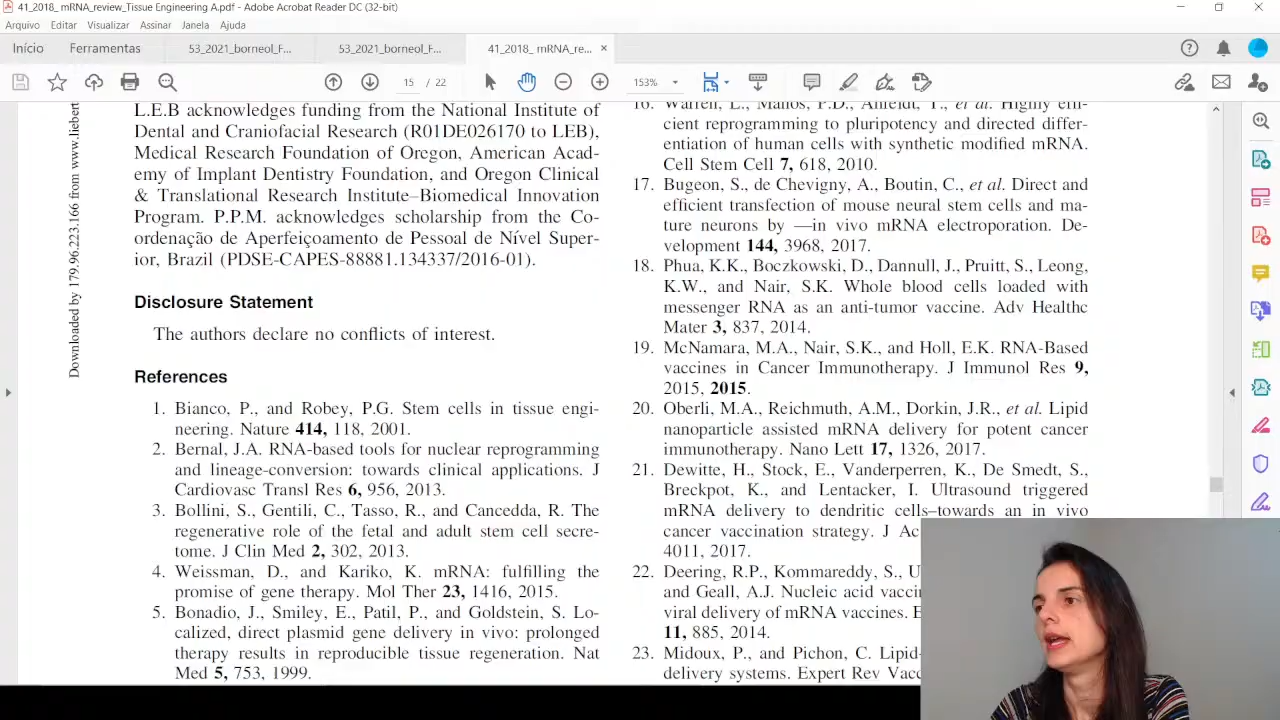 41_2018_ mRNA_review_Tissue Engineering A.pdf - Adobe Acrobat Reader DC (32-bit)
Arquivo Editar Visualizar Assinar Janela Ajuda
Início Ferramentas 53_2021_borneol_F... 53_2021_borneol_F... 41_2018_ mRNA_re... ×
15 / 22 153%
Downloaded by 179.96.223.166 from www.liebert
L.E.B acknowledges funding from the National Institute of
Dental and Craniofacial Research (R01DE026170 to LEB),
Medical Research Foundation of Oregon, American Acad-
emy of Implant Dentistry Foundation, and Oregon Clinical
& Translational Research Institute–Biomedical Innovation
Program. P.P.M. acknowledges scholarship from the Co-
ordenação de Aperfeiçoamento de Pessoal de Nível Super-
ior, Brazil (PDSE-CAPES-88881.134337/2016-01).
Disclosure Statement
The authors declare no conflicts of interest.
References
1. Bianco, P., and Robey, P.G. Stem cells in tissue engi-
neering. Nature 414, 118, 2001.
2. Bernal, J.A. RNA-based tools for nuclear reprogramming
and lineage-conversion: towards clinical applications. J
Cardiovasc Transl Res 6, 956, 2013.
3. Bollini, S., Gentili, C., Tasso, R., and Cancedda, R. The
regenerative role of the fetal and adult stem cell secre-
tome. J Clin Med 2, 302, 2013.
4. Weissman, D., and Kariko, K. mRNA: fulfilling the
promise of gene therapy. Mol Ther 23, 1416, 2015.
5. Bonadio, J., Smiley, E., Patil, P., and Goldstein, S. Lo-
calized, direct plasmid gene delivery in vivo: prolonged
therapy results in reproducible tissue regeneration. Nat
Med 5, 753, 1999.
16. Warren, L., Manos, P.D., Ahfeldt, T., et al. Highly effi-
cient reprogramming to pluripotency and directed differ-
entiation of human cells with synthetic modified mRNA.
Cell Stem Cell 7, 618, 2010.
17. Bugeon, S., de Chevigny, A., Boutin, C., et al. Direct and
efficient transfection of mouse neural stem cells and ma-
ture neurons by —in vivo mRNA electroporation. De-
velopment 144, 3968, 2017.
18. Phua, K.K., Boczkowski, D., Dannull, J., Pruitt, S., Leong,
K.W., and Nair, S.K. Whole blood cells loaded with
messenger RNA as an anti-tumor vaccine. Adv Healthc
Mater 3, 837, 2014.
19. McNamara, M.A., Nair, S.K., and Holl, E.K. RNA-Based
vaccines in Cancer Immunotherapy. J Immunol Res 9,
2015, 2015.
20. Oberli, M.A., Reichmuth, A.M., Dorkin, J.R., et al. Lipid
nanoparticle assisted mRNA delivery for potent cancer
immunotherapy. Nano Lett 17, 1326, 2017.
21. Dewitte, H., Stock, E., Vanderperren, K., De Smedt, S.,
Breckpot, K., and Lentacker, I. Ultrasound triggered
mRNA delivery to dendritic cells–towards an in vivo
cancer vaccination strategy. J Ac
4011, 2017.
22. Deering, R.P., Kommareddy, S., U
and Geall, A.J. Nucleic acid vacci
viral delivery of mRNA vaccines. E
11, 885, 2014.
23. Midoux, P., and Pichon, C. Lipid-
delivery systems. Expert Rev Vacc